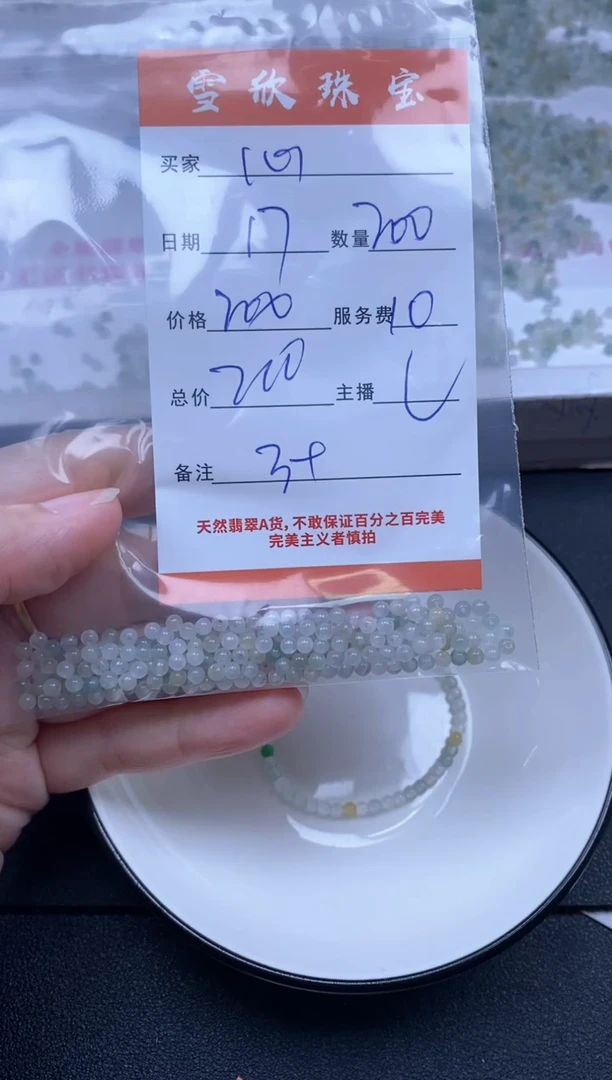 雪欣珠宝
买家
日期 17 数量 200
价格 200 服务费 10
总价 210 主播
备注 3+
天然翡翠A货,不敢保证百分之百完美
完美主义者慎拍